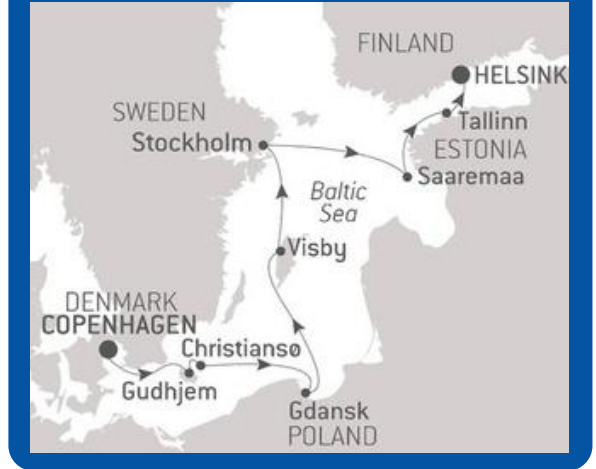 FINLAND
HELSINK
SWEDEN
Stockholm
Tallinn
ESTONIA
Saaremaa
Baltic
Sea
Visby
DENMARK
COPENHAGEN
Christiansø
Gudhjem
Gdansk
POLAND